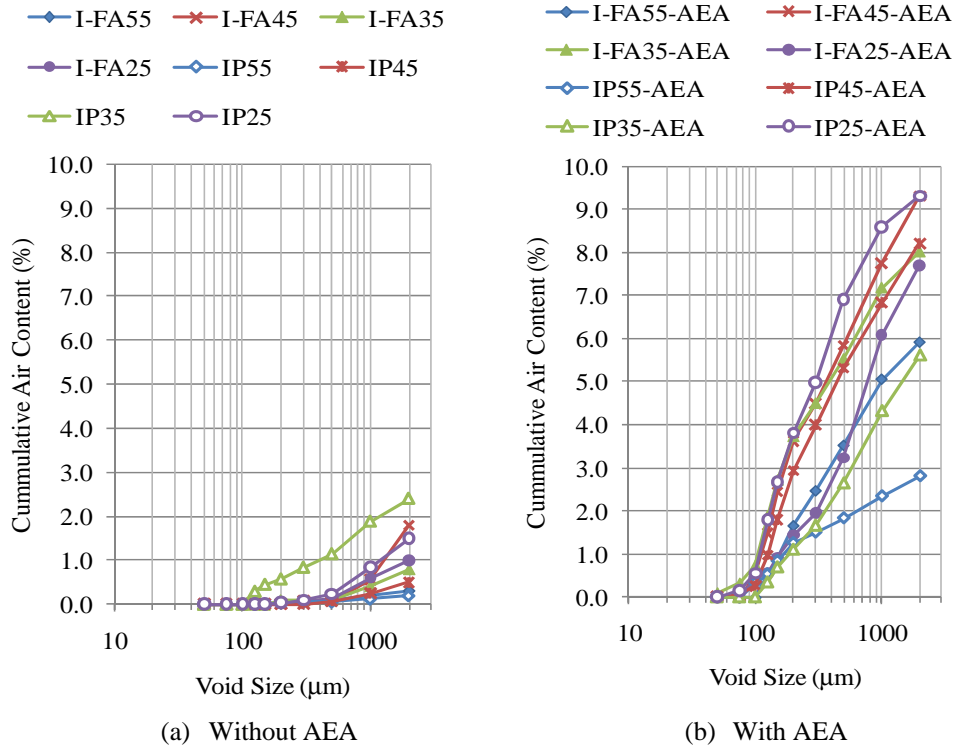 I-FA55 I-FA45 I-FA35
I-FA25 IP55 IP45
IP35 IP25
10.0
9.0
8.0
7.0
6.0
5.0
4.0
3.0
2.0
1.0
0.0
10 100 1000
Cummulative Air Content (%)
Void Size (μm)
(a) Without AEA
I-FA55-AEA I-FA45-AEA
I-FA35-AEA I-FA25-AEA
IP55-AEA IP45-AEA
IP35-AEA IP25-AEA
10.0
9.0
8.0
7.0
6.0
5.0
4.0
3.0
2.0
1.0
0.0
10 100 1000
Cummulative Air Content (%)
Void Size (μm)
(b) With AEA